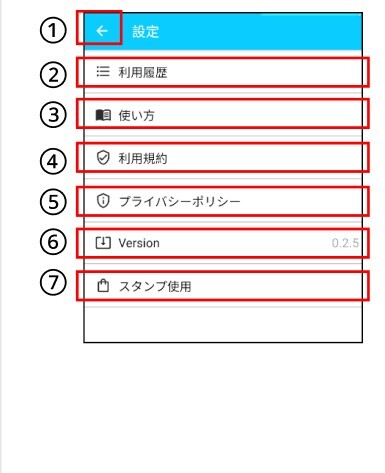 ① ← 設定
② 利用履歴
③ 使い方
④ 利用規約
⑤ プライバシーポリシー
⑥ Version 0.2.5
⑦ スタンプ使用